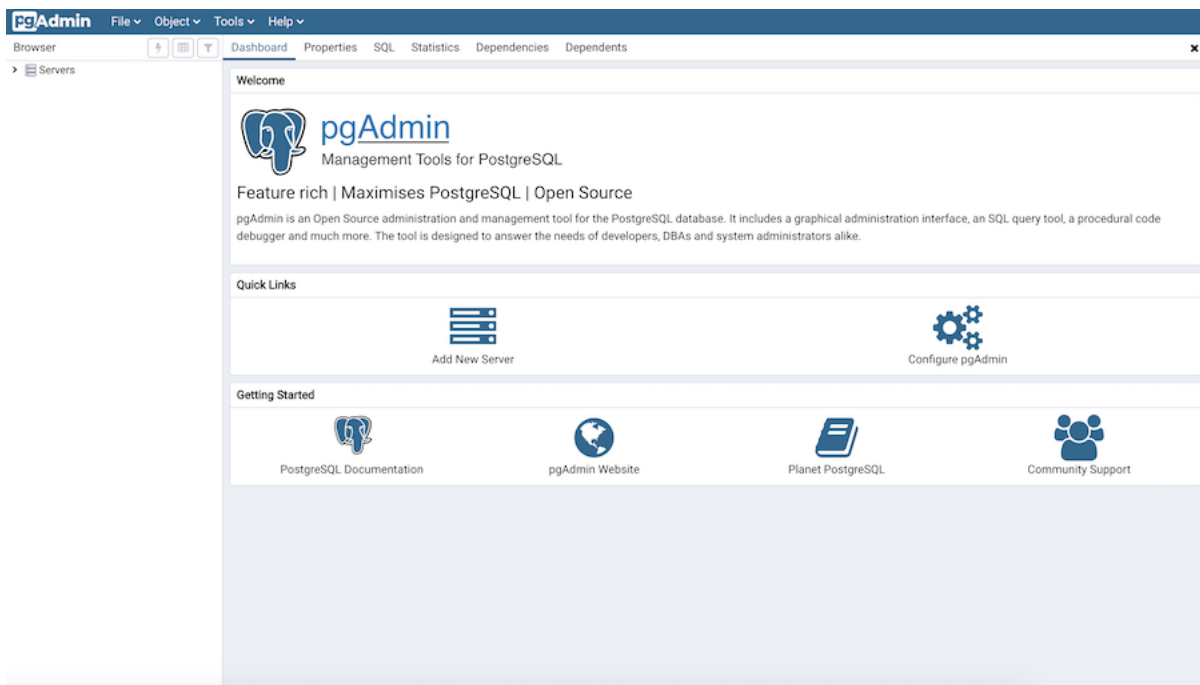 pgAdmin File Object Tools Help
Browser Dashboard Properties SQL Statistics Dependencies Dependents
Servers
Welcome
pgAdmin
Management Tools for PostgreSQL
Feature rich | Maximises PostgreSQL | Open Source
pgAdmin is an Open Source administration and management tool for the PostgreSQL database. It includes a graphical administration interface, an SQL query tool, a procedural code
debugger and much more. The tool is designed to answer the needs of developers, DBAs and system administrators alike.
Quick Links
Add New Server Configure pgAdmin
Getting Started
PostgreSQL Documentation pgAdmin Website Planet PostgreSQL Community Support